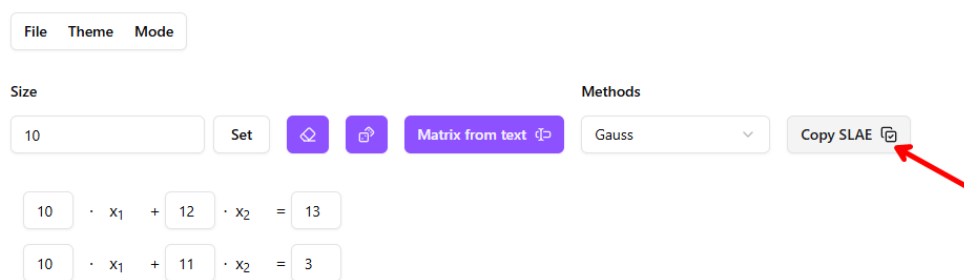 File Theme Mode
Size
Methods
10 Set Matrix from text Gauss Copy SLAE
10 · x₁ + 12 · x₂ = 13
10 · x₁ + 11 · x₂ = 3